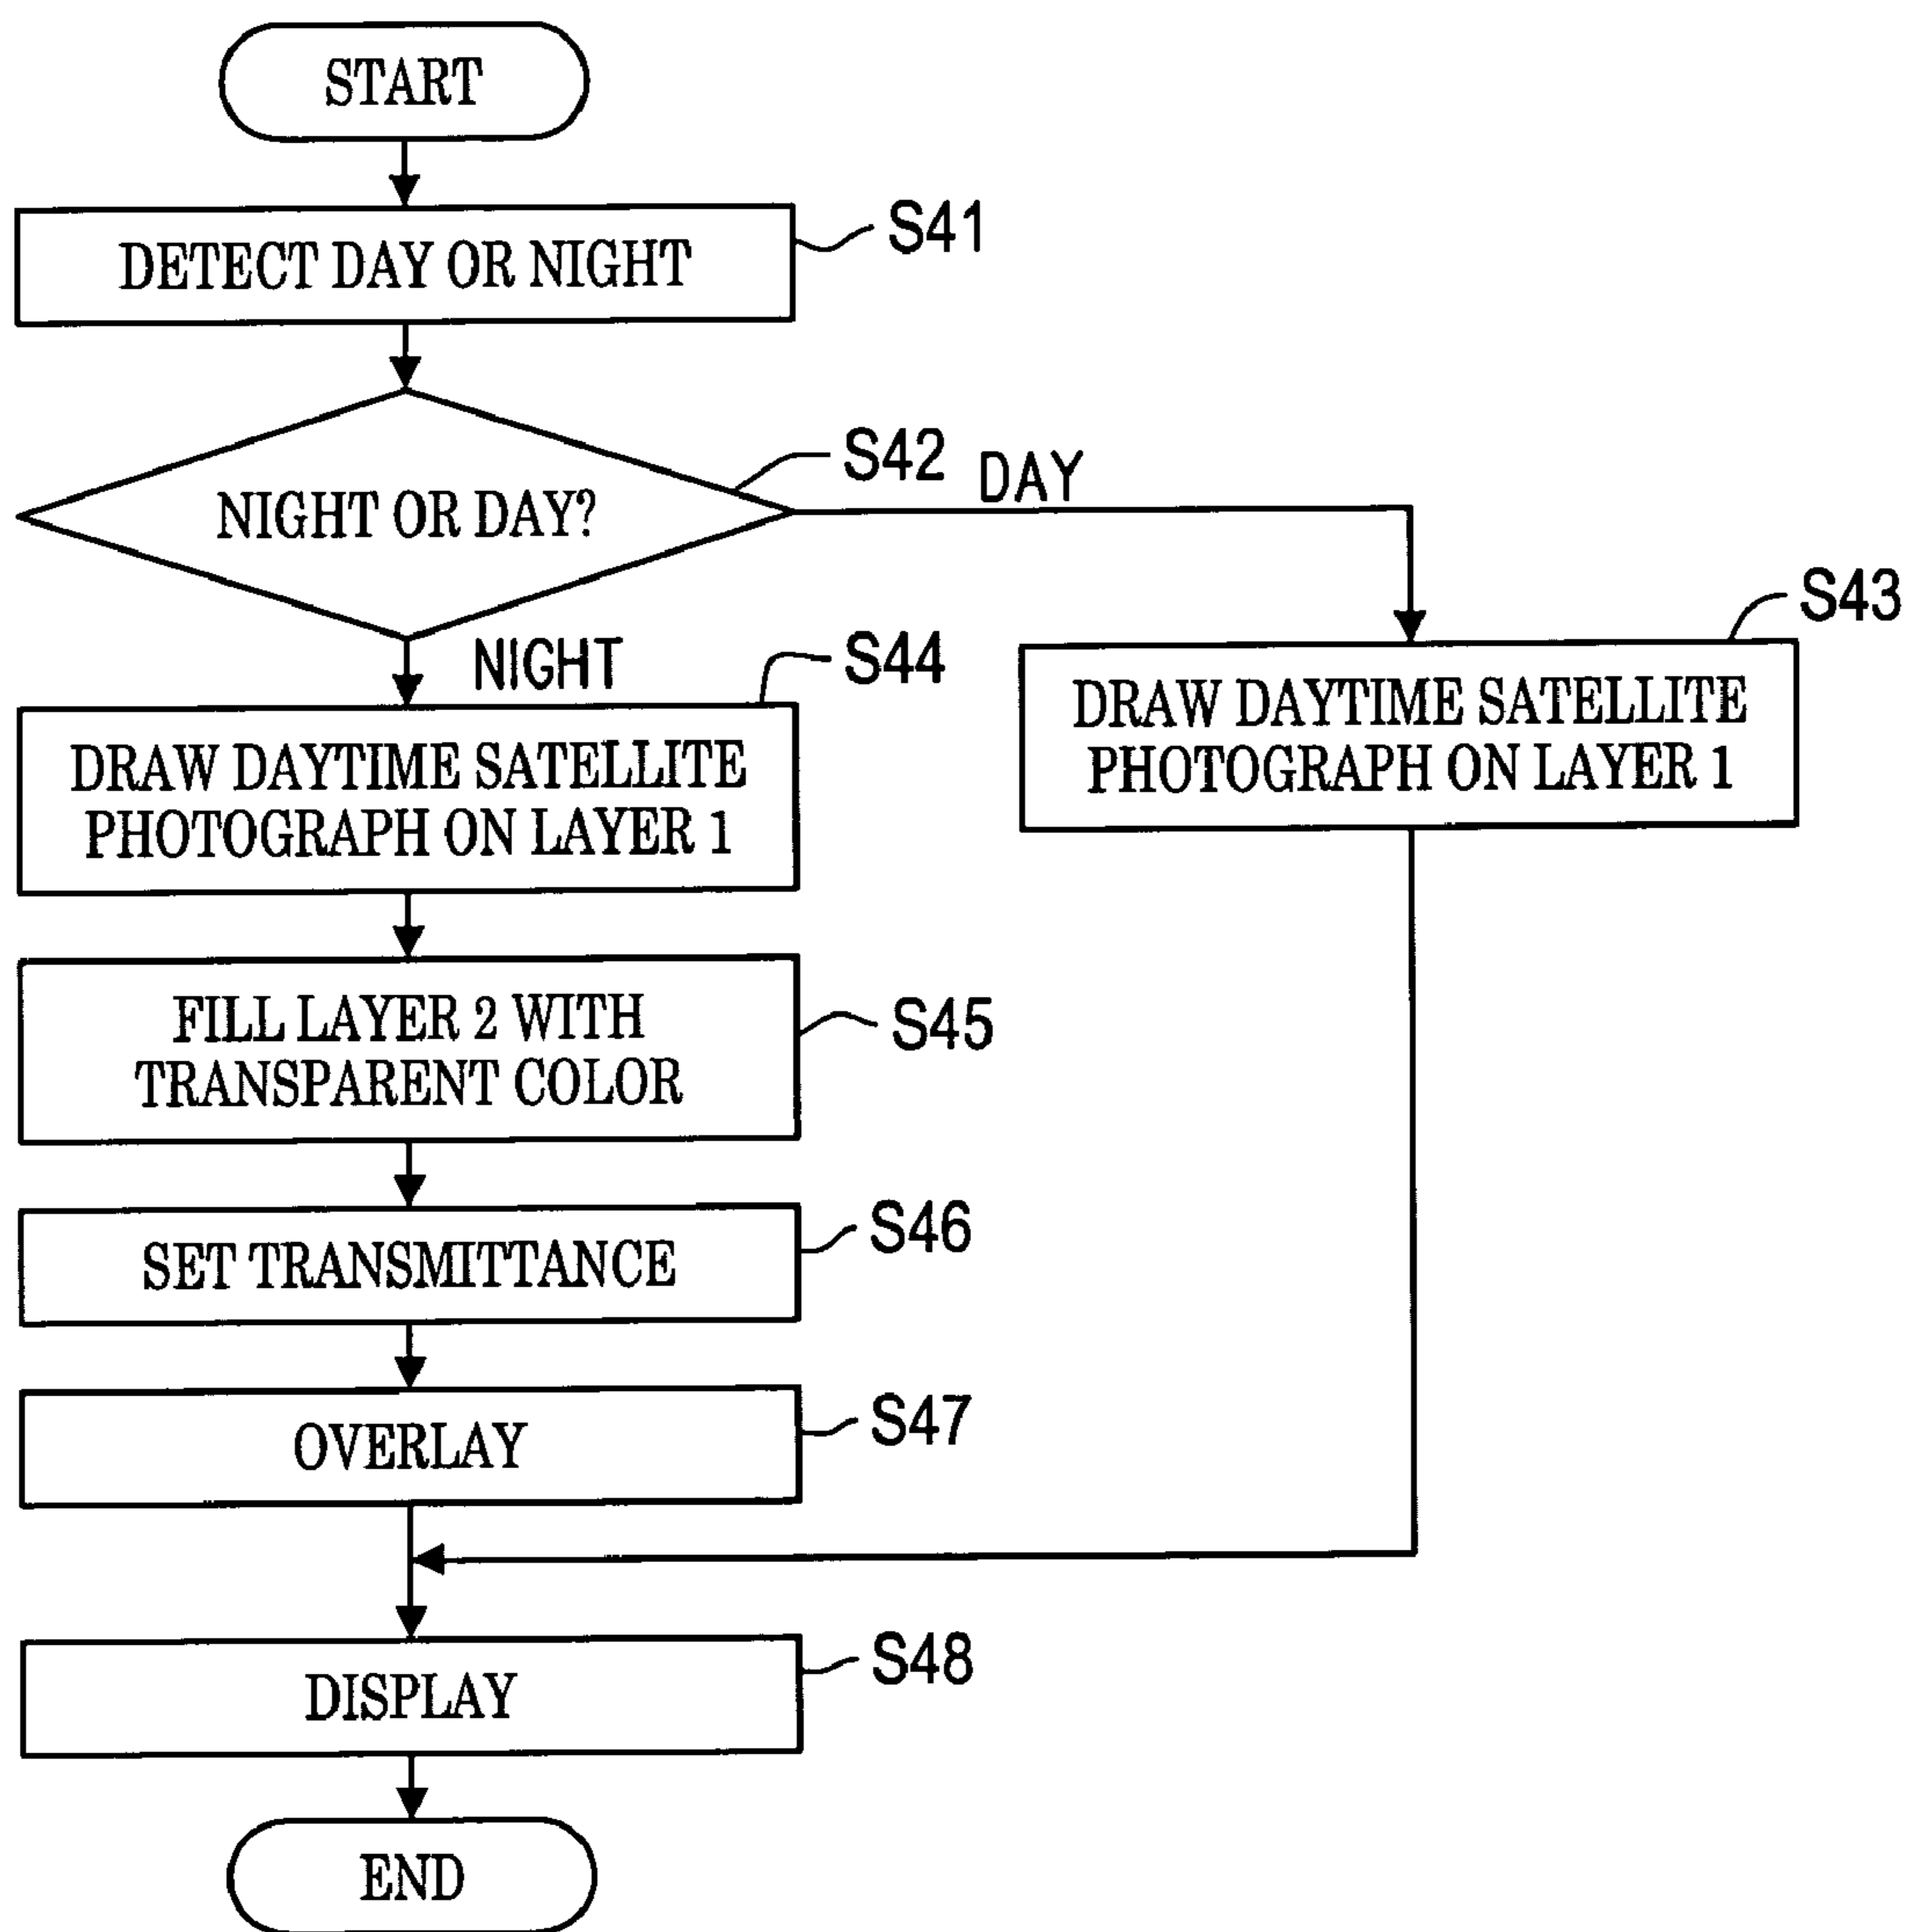 START
DETECT DAY OR NIGHT
S41
NIGHT OR DAY?
S42
DAY
NIGHT
S43
DRAW DAYTIME SATELLITE
PHOTOGRAPH ON LAYER 1
S44
DRAW DAYTIME SATELLITE
PHOTOGRAPH ON LAYER 1
FILL LAYER 2 WITH
TRANSPARENT COLOR
S45
SET TRANSMITTANCE
S46
OVERLAY
S47
DISPLAY
S48
END